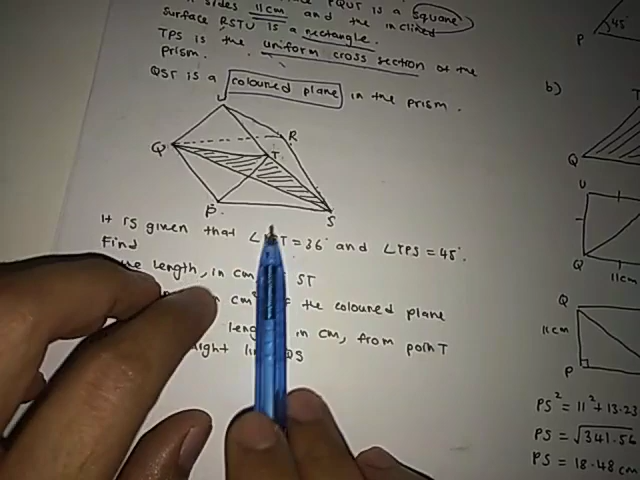 sides 11cm and the inclined
surface RSTU is a rectangle.
TPS is the uniform cross section of the
prism.
QST is a coloured plane in the prism.
U
Q
R
T
P
S
It is given that ∠ T = 36° and ∠TPS = 45°.
Find
length, in cm, ST
in cm² of the coloured plane
length in cm, from point T
QS
45°
P
b)
T
Q
U
Q
11cm
Q
11cm
P
PS² = 11² + 13.23
PS = √341.56
PS = 18.48 cm